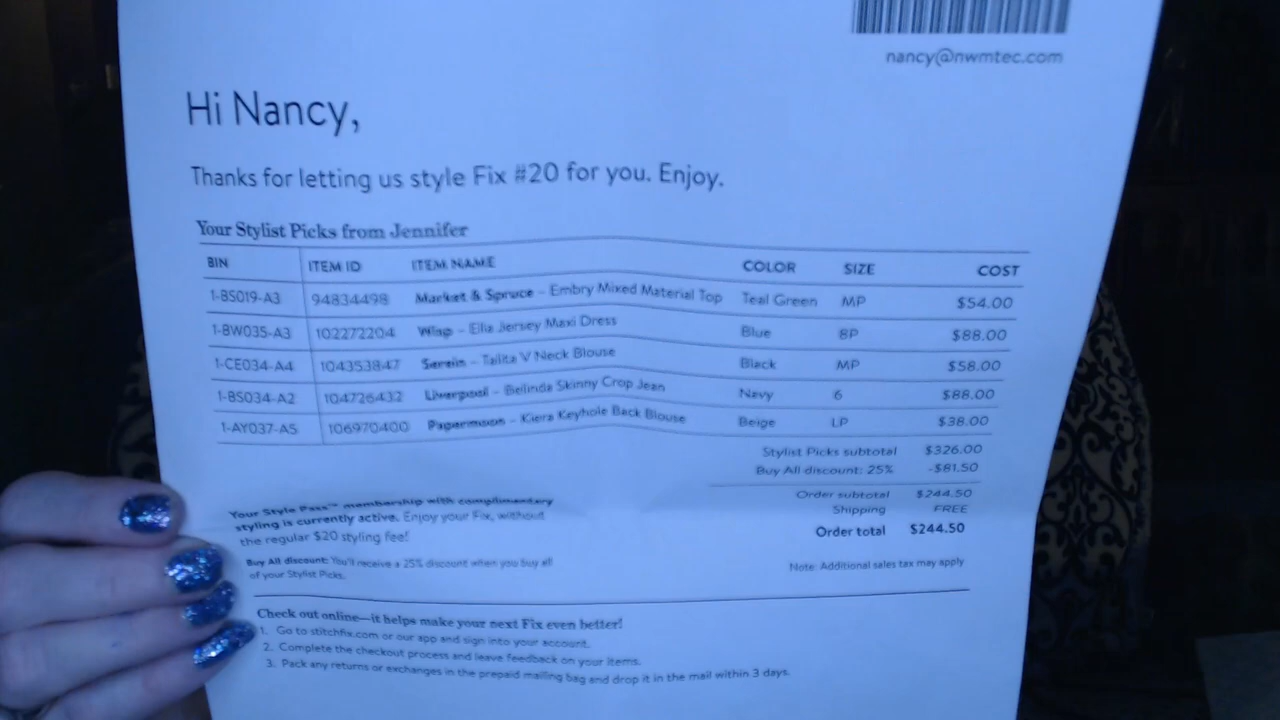 nancy@nwmtec.com
Hi Nancy,
Thanks for letting us style Fix #20 for you. Enjoy.
Your Stylist Picks from Jennifer
BIN ITEM ID ITEM NAME COLOR SIZE COST
1-BS019-A3 94834498 Market & Spruce – Embry Mixed Material Top Teal Green MP $54.00
1-BW035-A3 102272204 Wisp – Ella Jersey Maxi Dress Blue 8P $88.00
1-CE034-A4 104353847 – Talita V Neck Blouse Black MP $58.00
1-BS034-A2 104726432 Liverpool – Belinda Skinny Crop Jean Navy 6 $88.00
1-AY037-A5 106970400 Papermoon – Kiera Keyhole Back Blouse Beige LP $38.00
Stylist Picks subtotal $326.00
Buy All discount: 25% -$81.50
Order subtotal $244.50
Shipping FREE
Order total $244.50
Note: Additional sales tax may apply
Your Style Pass™ membership with complimentary
styling is currently active. Enjoy your Fix, without
the regular $20 styling fee!
Buy All discount: You'll receive a 25% discount when you buy all
of your Stylist Picks.
Check out online—it helps make your next Fix even better!
1. Go to stitchfix.com or our app and sign into your account.
2. Complete the checkout process and leave feedback on your items.
3. Pack any returns or exchanges in the prepaid mailing bag and drop it in the mail within 3 days.